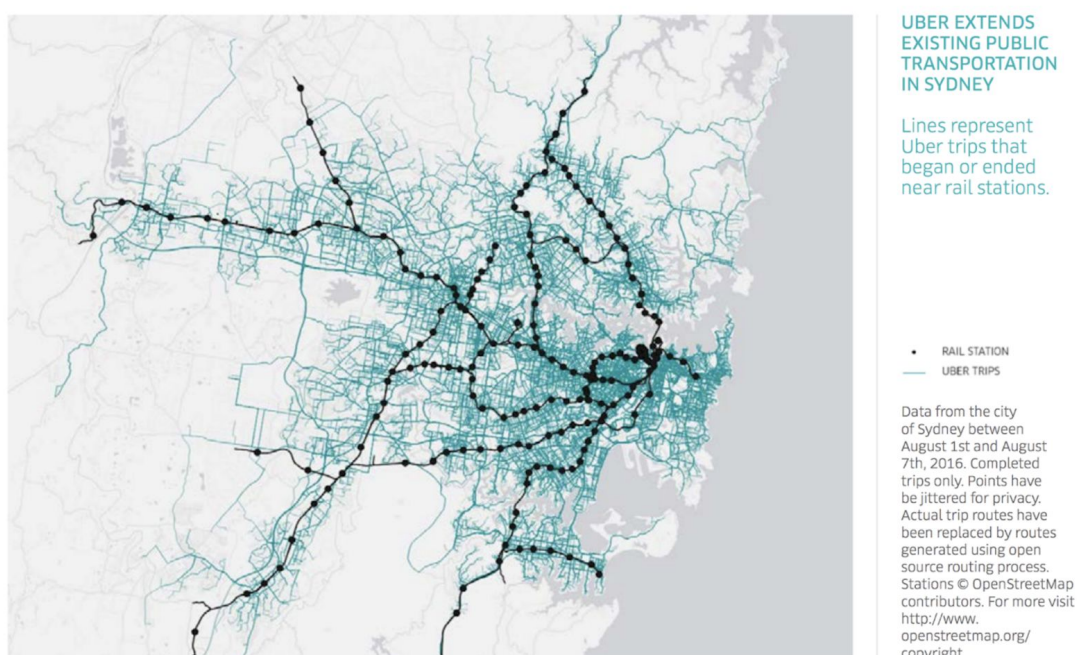 UBER EXTENDS
EXISTING PUBLIC
TRANSPORTATION
IN SYDNEY
Lines represent
Uber trips that
began or ended
near rail stations.
RAIL STATION
UBER TRIPS
Data from the city
of Sydney between
August 1st and August
7th, 2016. Completed
trips only. Points have
be jittered for privacy.
Actual trip routes have
been replaced by routes
generated using open
source routing process.
Stations © OpenStreetMap
contributors. For more visit
http://www.
openstreetmap.org/
copyright